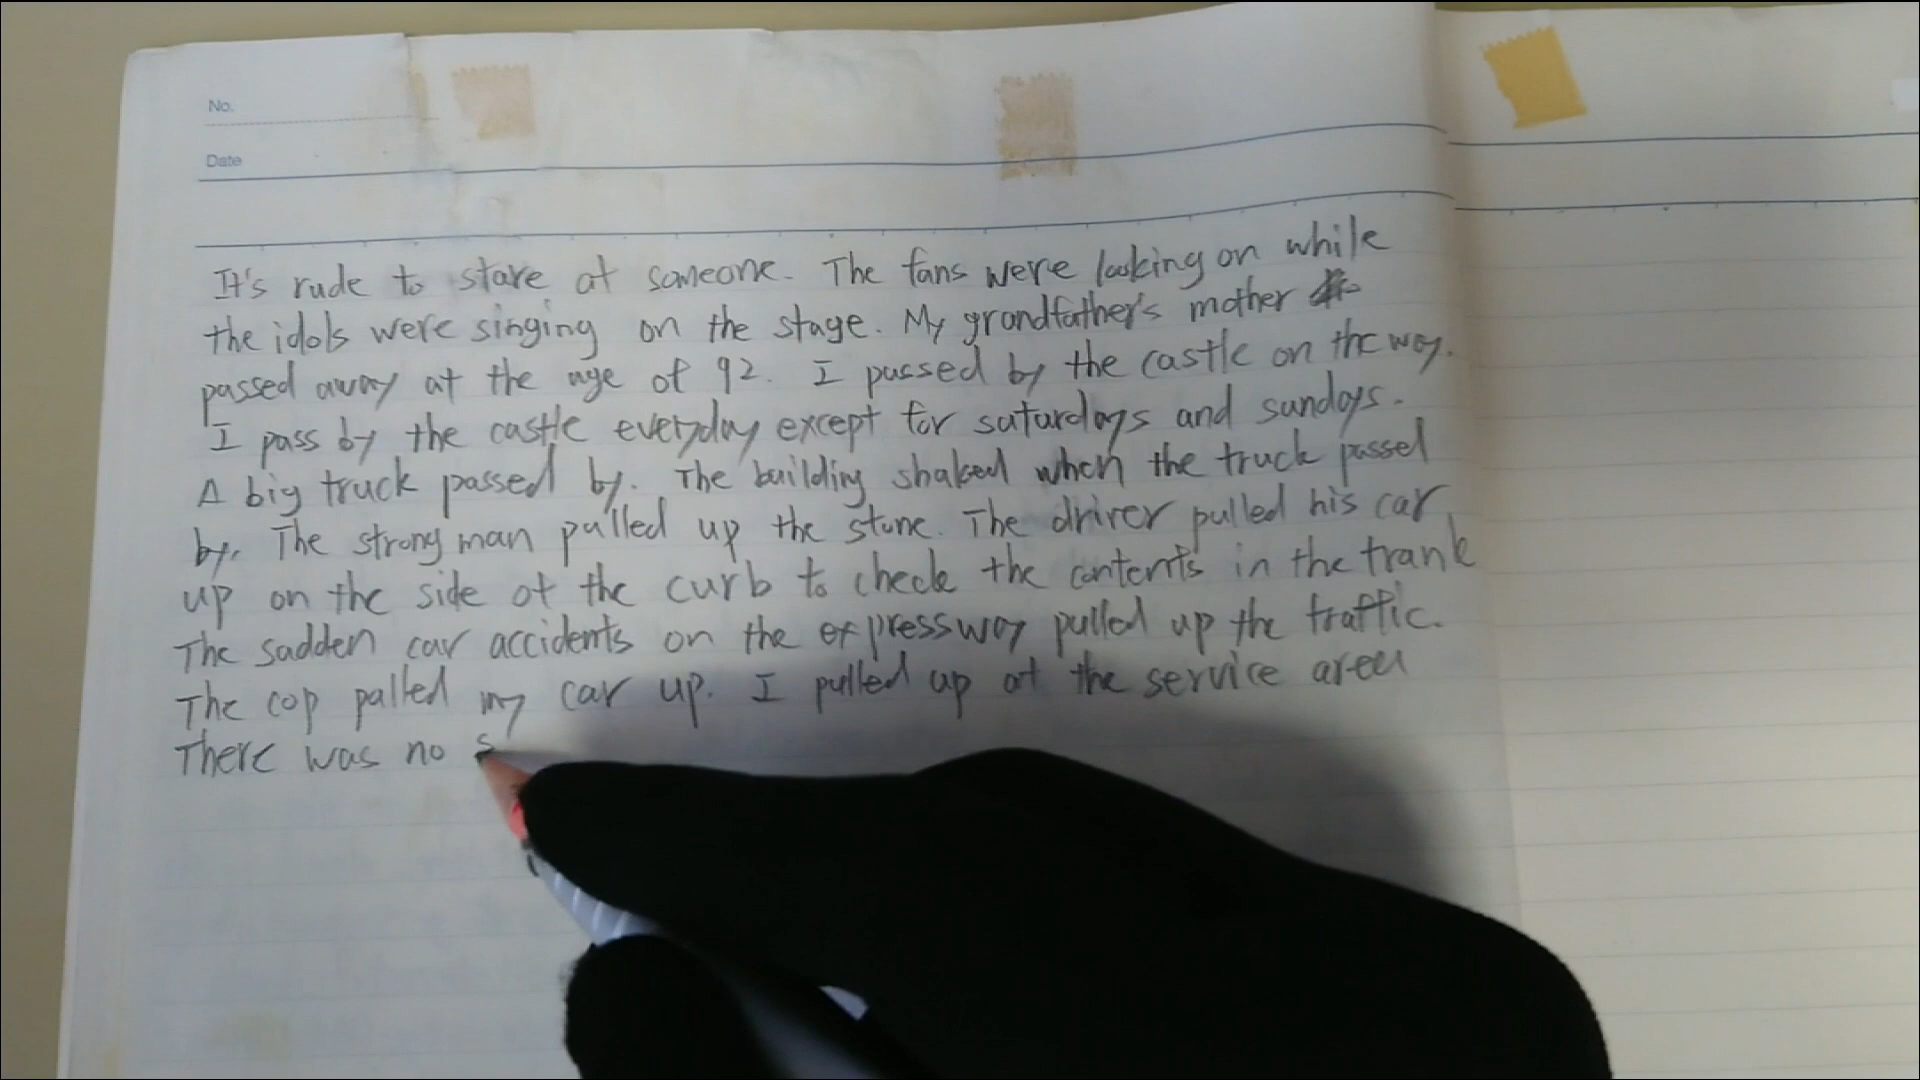 No.
Date
It's rude to stare at someone. The fans were looking on while
the idols were singing on the stage. My grandfather's mother
passed away at the age of 92. I passed by the castle on the way.
I pass by the castle everyday except for saturdays and sundays.
A big truck passed by. The building shaked when the truck passed
by. The strong man pulled up the stone. The driver pulled his car
up on the side of the curb to check the contents in the trank
The sadden car accidents on the expressway pulled up the traffic.
The cop palled my car up. I pulled up at the service area
There was no s